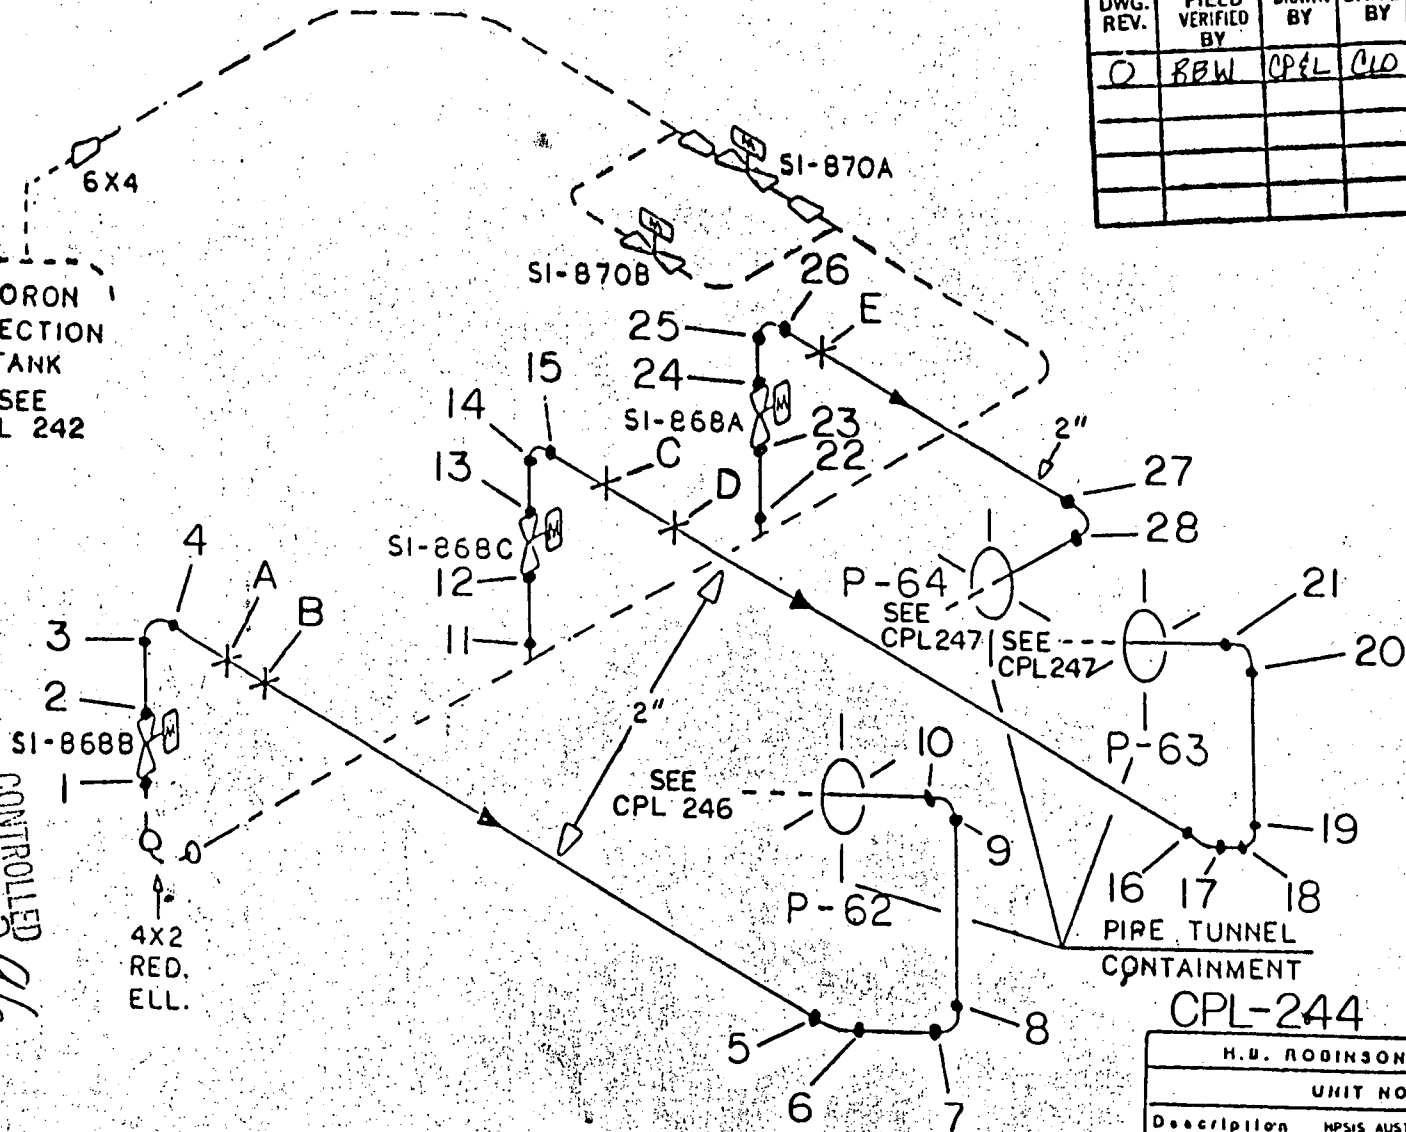 DWG. REV.
FIELD VERIFIED BY
BY
BY
O
RBW
CP&L
6X4
SI-870A
SI-870B
ORON
ECTION
TANK
SEE
L 242
26
E
25
24
SI-868A
23
22
2"
27
28
15
14
13
C
D
SI-868C
12
11
4
A
B
3
2
SI-868B
1
4X2
RED.
ELL.
CONTROLLED
2"
P-64
SEE
CPL247
SEE
CPL247
21
20
P-63
SEE
CPL 246
10
9
P-62
19
16
17
18
PIRE TUNNEL
CONTAINMENT
5
6
7
8
CPL-244
H.B. ROBINSON
UNIT NO
Description
HPSIS
M
M
M
M
M